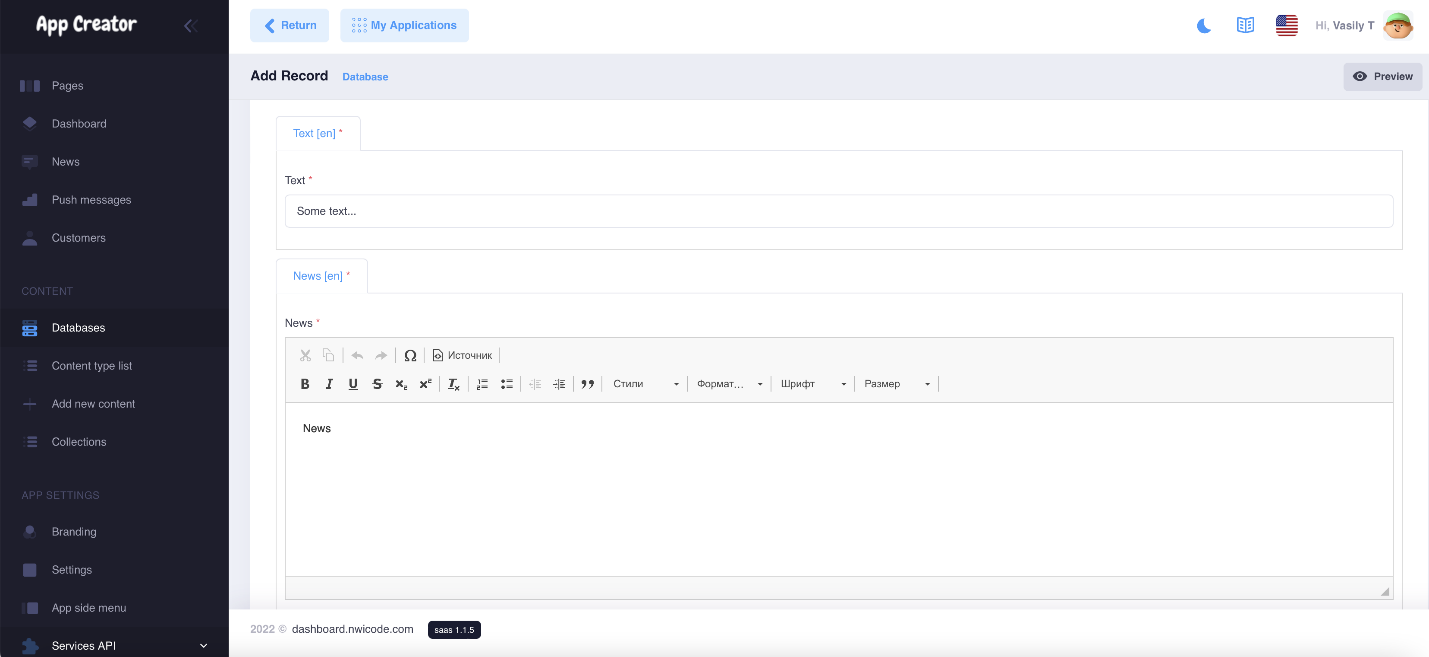 App Creator
Return
My Applications
Hi, Vasily T
Add Record Database
Preview
Pages
Dashboard
News
Push messages
Customers
CONTENT
Databases
Content type list
Add new content
Collections
APP SETTINGS
Branding
Settings
App side menu
Services API
Text [en] *
Text *
Some text...
News [en] *
News *
Источник
Стили Формат... Шрифт Размер
News
2022 © dashboard.nwicode.com saas 1.1.5